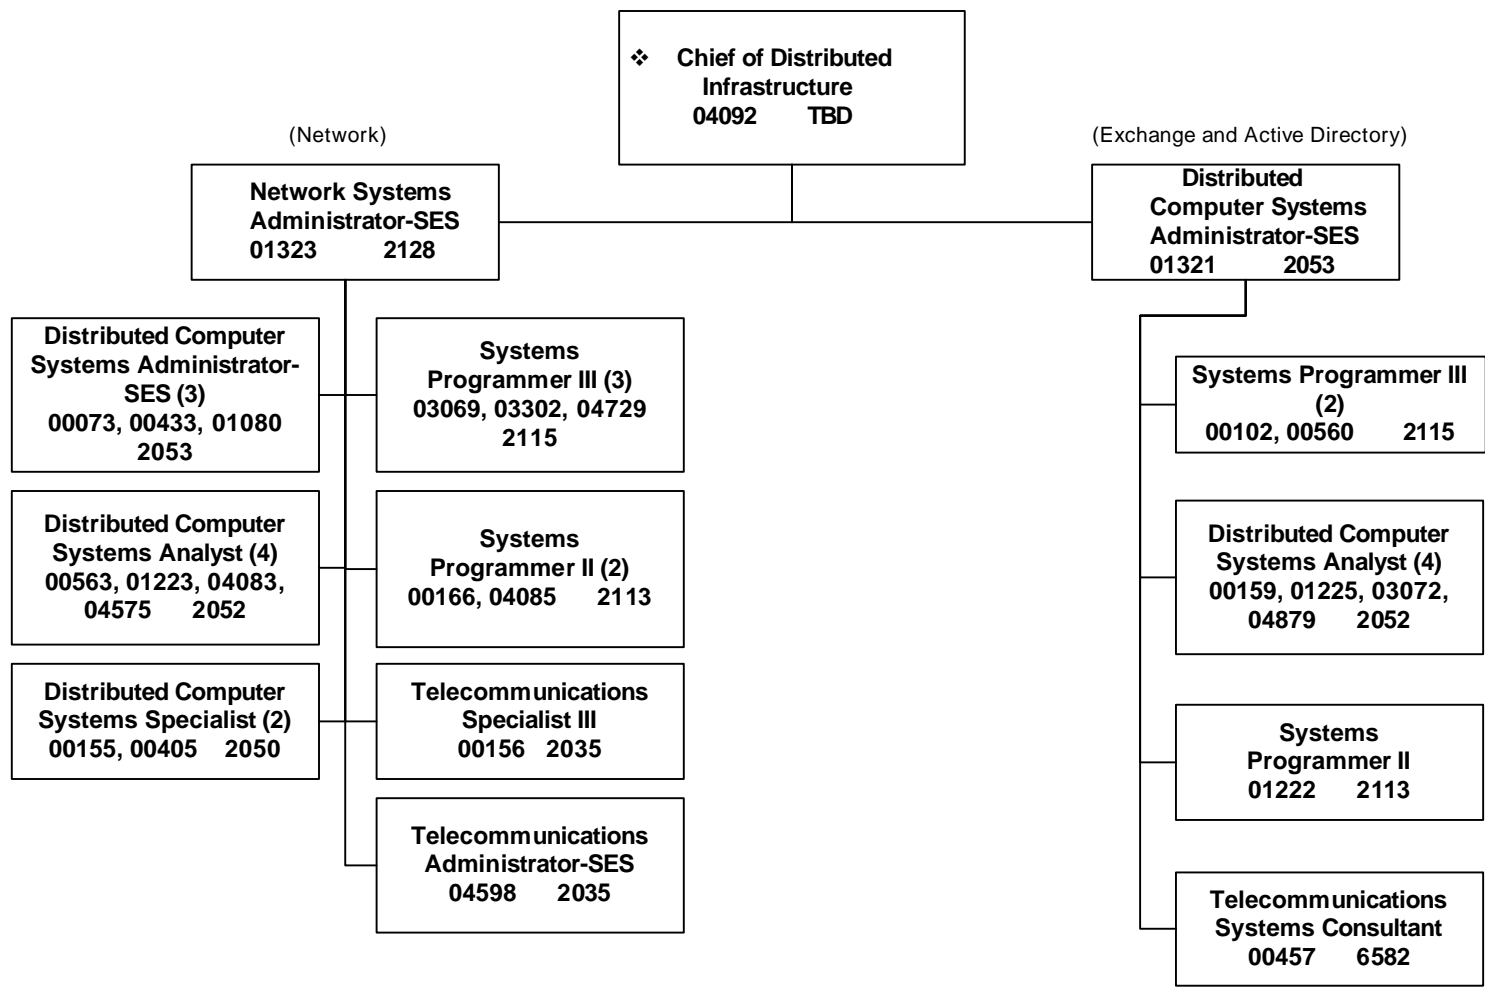 ❖ Chief of Distributed
Infrastructure
04092 TBD
(Network)
Network Systems
Administrator-SES
01323 2128
(Exchange and Active Directory)
Distributed
Computer Systems
Administrator-SES
01321 2053
Distributed Computer
Systems Administrator-
SES (3)
00073, 00433, 01080
2053
Systems
Programmer III (3)
03069, 03302, 04729
2115
Distributed Computer
Systems Analyst (4)
00563, 01223, 04083,
04575 2052
Systems
Programmer II (2)
00166, 04085 2113
Distributed Computer
Systems Specialist (2)
00155, 00405 2050
Telecommunications
Specialist III
00156 2035
Telecommunications
Administrator-SES
04598 2035
Systems Programmer III
(2)
00102, 00560 2115
Distributed Computer
Systems Analyst (4)
00159, 01225, 03072,
04879 2052
Systems
Programmer II
01222 2113
Telecommunications
Systems Consultant
00457 6582